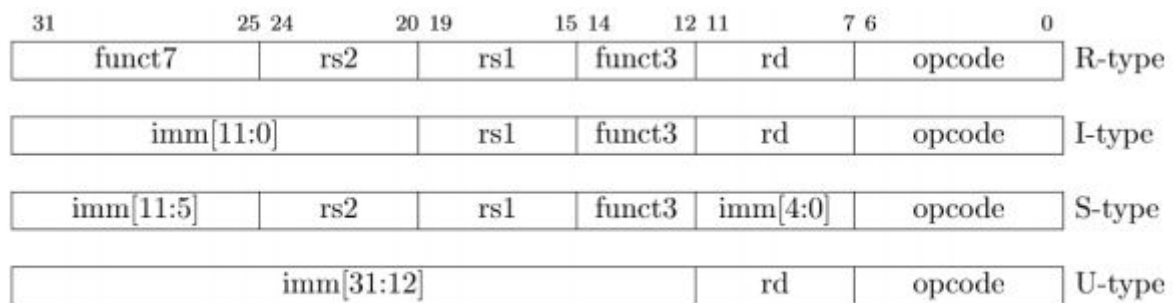 31 25 24 20 19 15 14 12 11 7 6 0
funct7 rs2 rs1 funct3 rd opcode R-type
imm[11:0] rs1 funct3 rd opcode I-type
imm[11:5] rs2 rs1 funct3 imm[4:0] opcode S-type
imm[31:12] rd opcode U-type